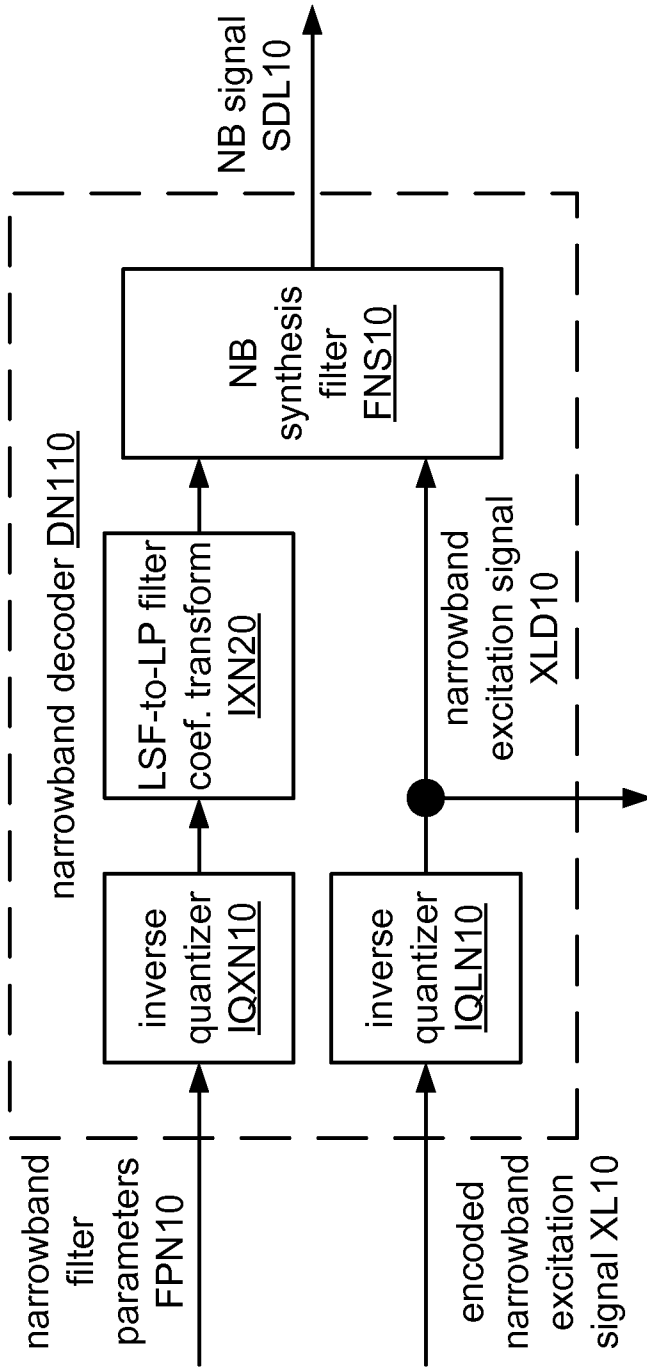 narrowband decoder DN110
narrowband
filter
parameters
FPN10
inverse
quantizer
IQXN10
LSF-to-LP filter
coef. transform
IXN20
NB
synthesis
filter
FNS10
NB signal
SDL10
encoded
narrowband
excitation
signal XL10
inverse
quantizer
IQLN10
narrowband
excitation signal
XLD10